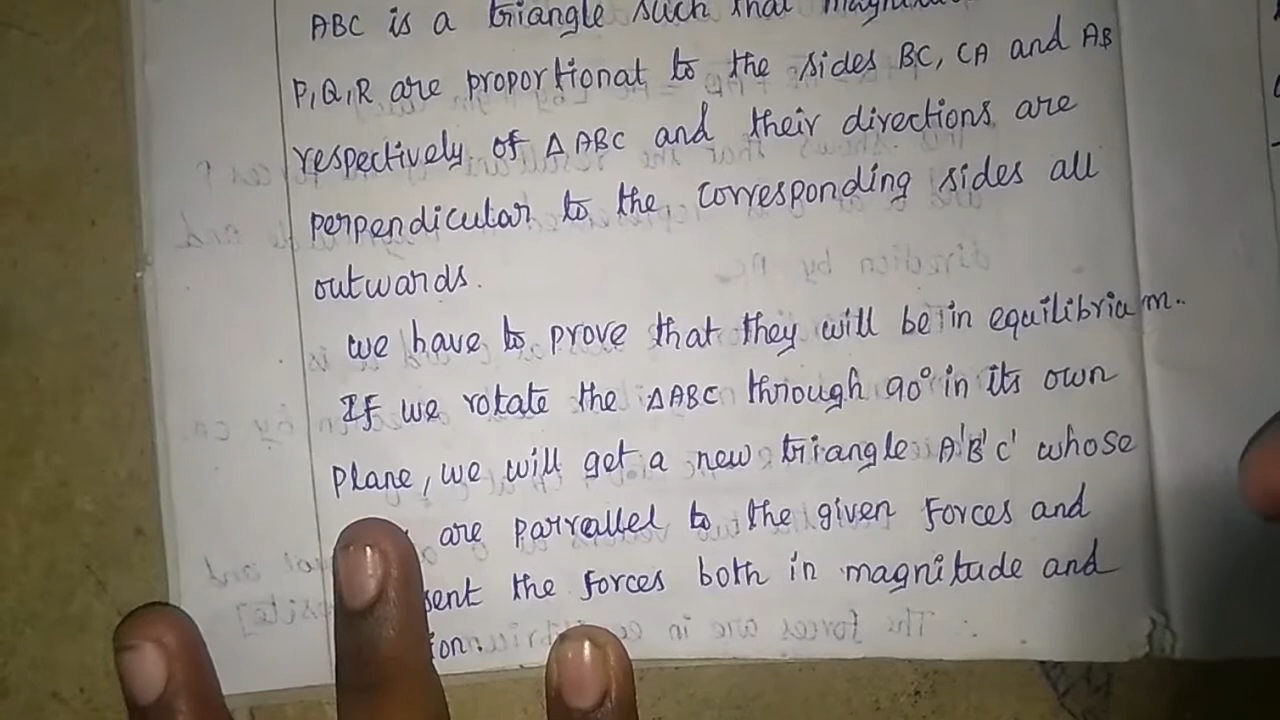 ABC is a triangle such that
P,Q,R are proportional to the sides BC, CA and AB
respectively of △ABC and their directions are
perpendicular to the corresponding sides all
outwards.
we have to prove that they will be in equilibrium.
If we rotate the △ABC through 90° in its own
plane, we will get a new triangle A'B'C' whose
are parrallel to the given forces and
the forces both in magnitude and